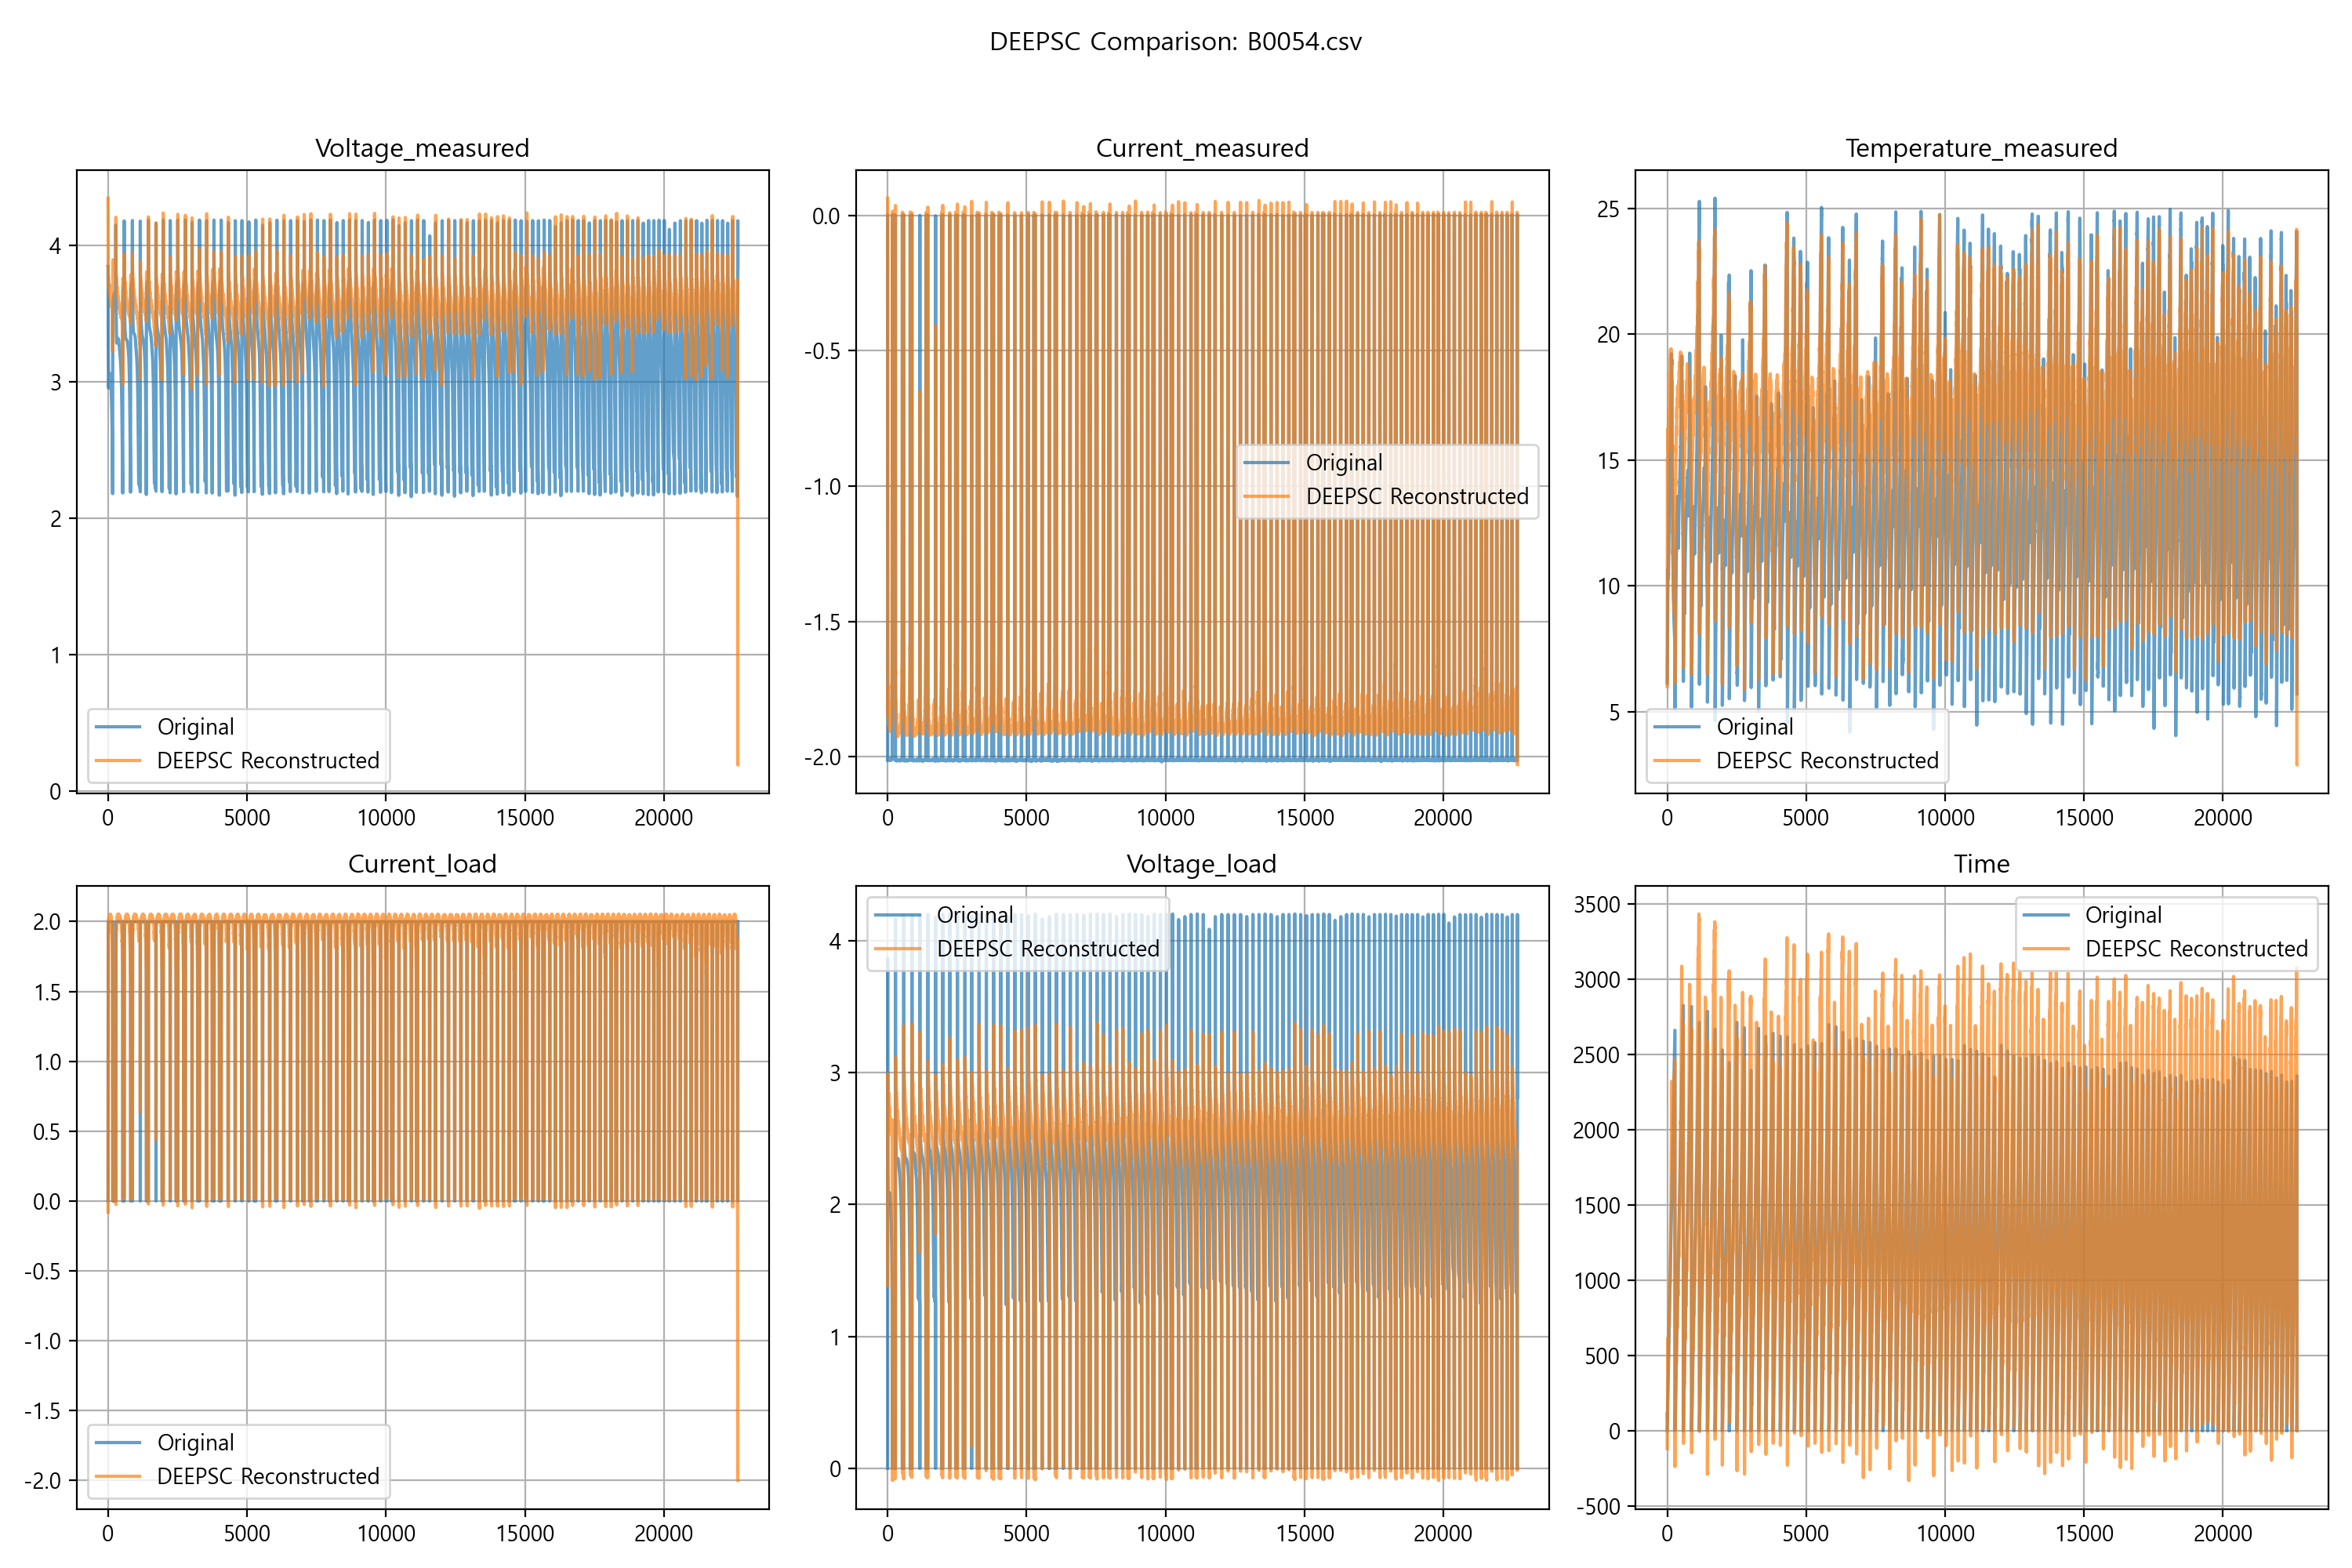 DEEPSC Comparison: B0054.csv
Voltage_measured
4
3
2
1
0
0 5000 10000 15000 20000
Original
DEEPSC Reconstructed
Current_measured
0.0
-0.5
-1.0
-1.5
-2.0
0 5000 10000 15000 20000
Original
DEEPSC Reconstructed
Temperature_measured
25
20
15
10
5
0 5000 10000 15000 20000
Original
DEEPSC Reconstructed
Current_load
2.0
1.5
1.0
0.5
0.0
-0.5
-1.0
-1.5
-2.0
0 5000 10000 15000 20000
Original
DEEPSC Reconstructed
Voltage_load
4
3
2
1
0
0 5000 10000 15000 20000
Original
DEEPSC Reconstructed
Time
3500
3000
2500
2000
1500
1000
500
0
-500
0 5000 10000 15000 20000
Original
DEEPSC Reconstructed